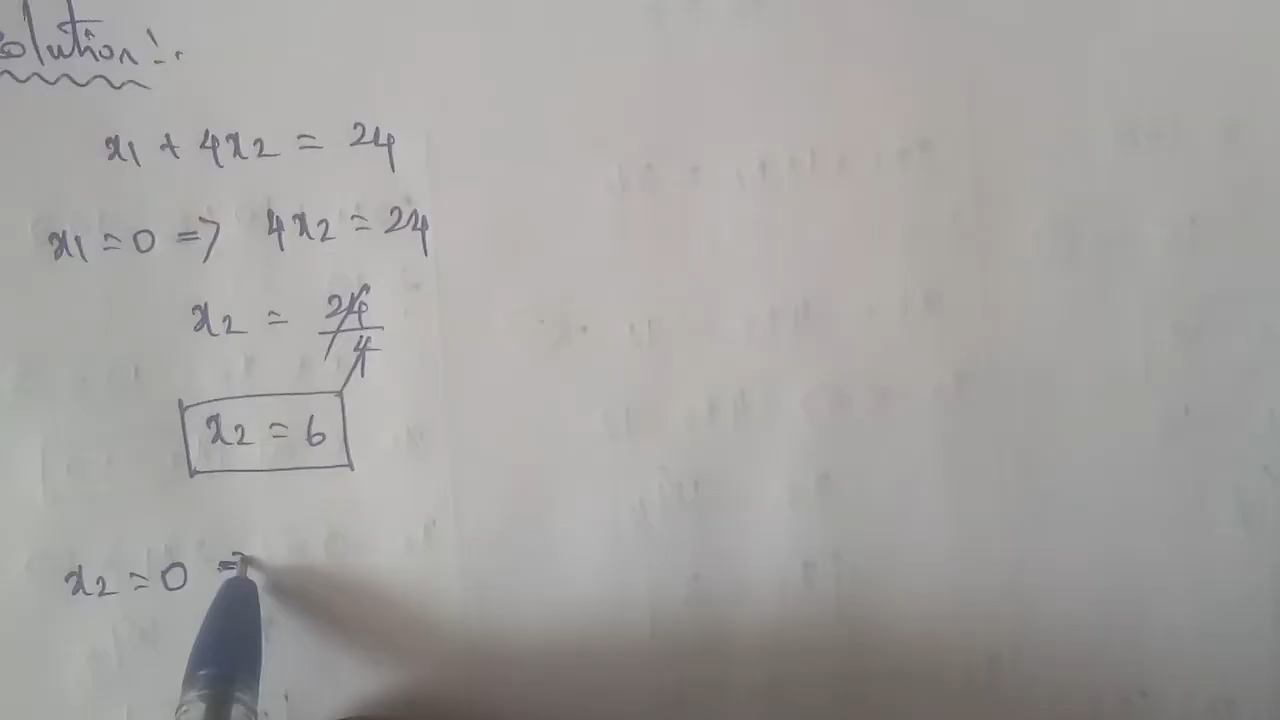 Solution:-
x1 + 4x2 = 24
x1 = 0 => 4x2 = 24
x2 = 24/4
x2 = 6
x2 = 0 =>